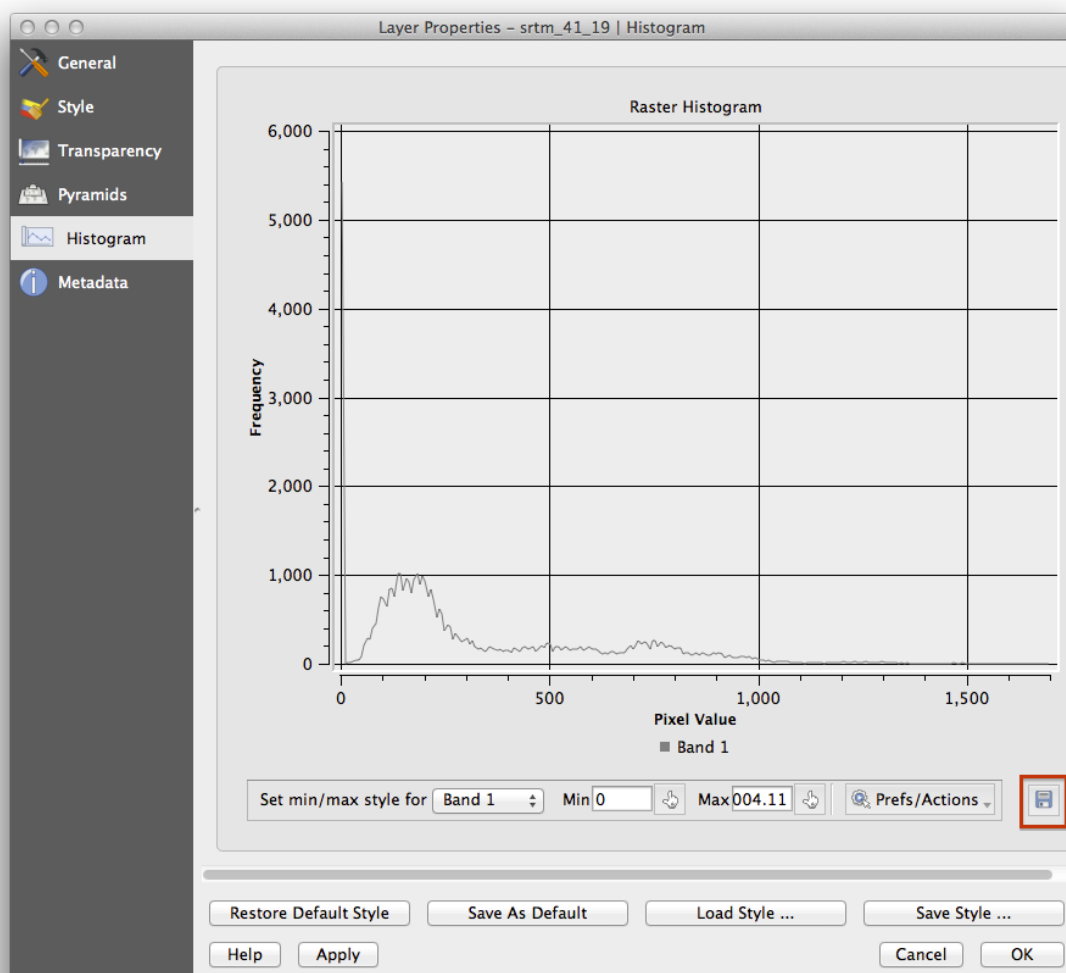 Layer Properties – srtm_41_19 | Histogram
General
Style
Transparency
Pyramids
Histogram
Metadata
Raster Histogram
6,000
5,000
4,000
3,000
2,000
1,000
0
Frequency
0 500 1,000 1,500
Pixel Value
Band 1
Set min/max style for Band 1 Min 0 Max 004.11 Prefs/Actions
Restore Default Style Save As Default Load Style ... Save Style ...
Help Apply Cancel OK